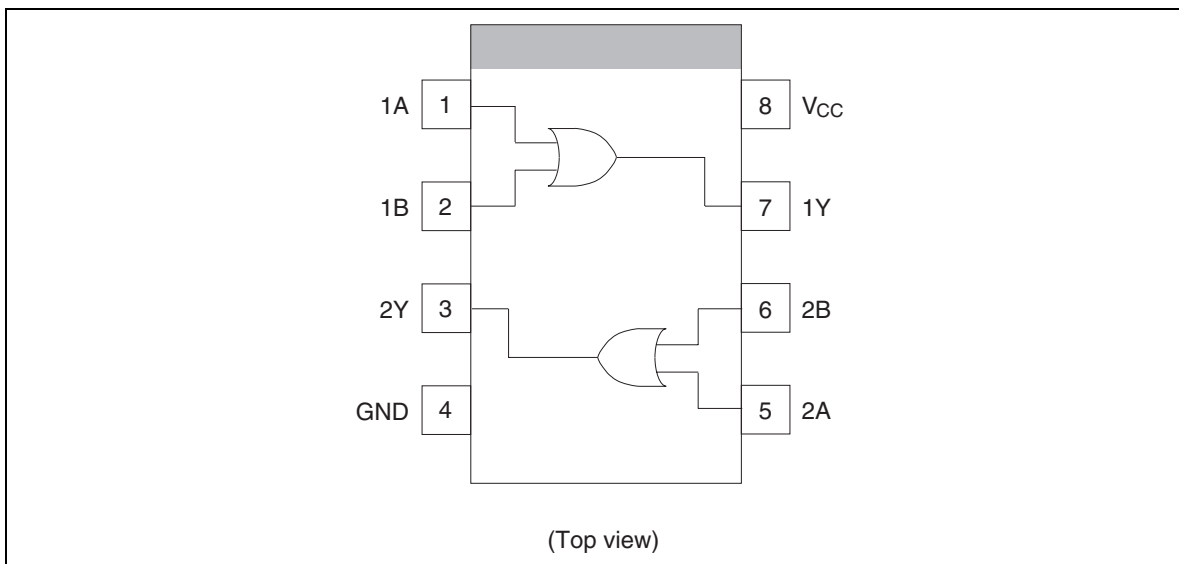 1A 1 8 VCC
1B 2 7 1Y
2Y 3 6 2B
GND 4 5 2A
(Top view)